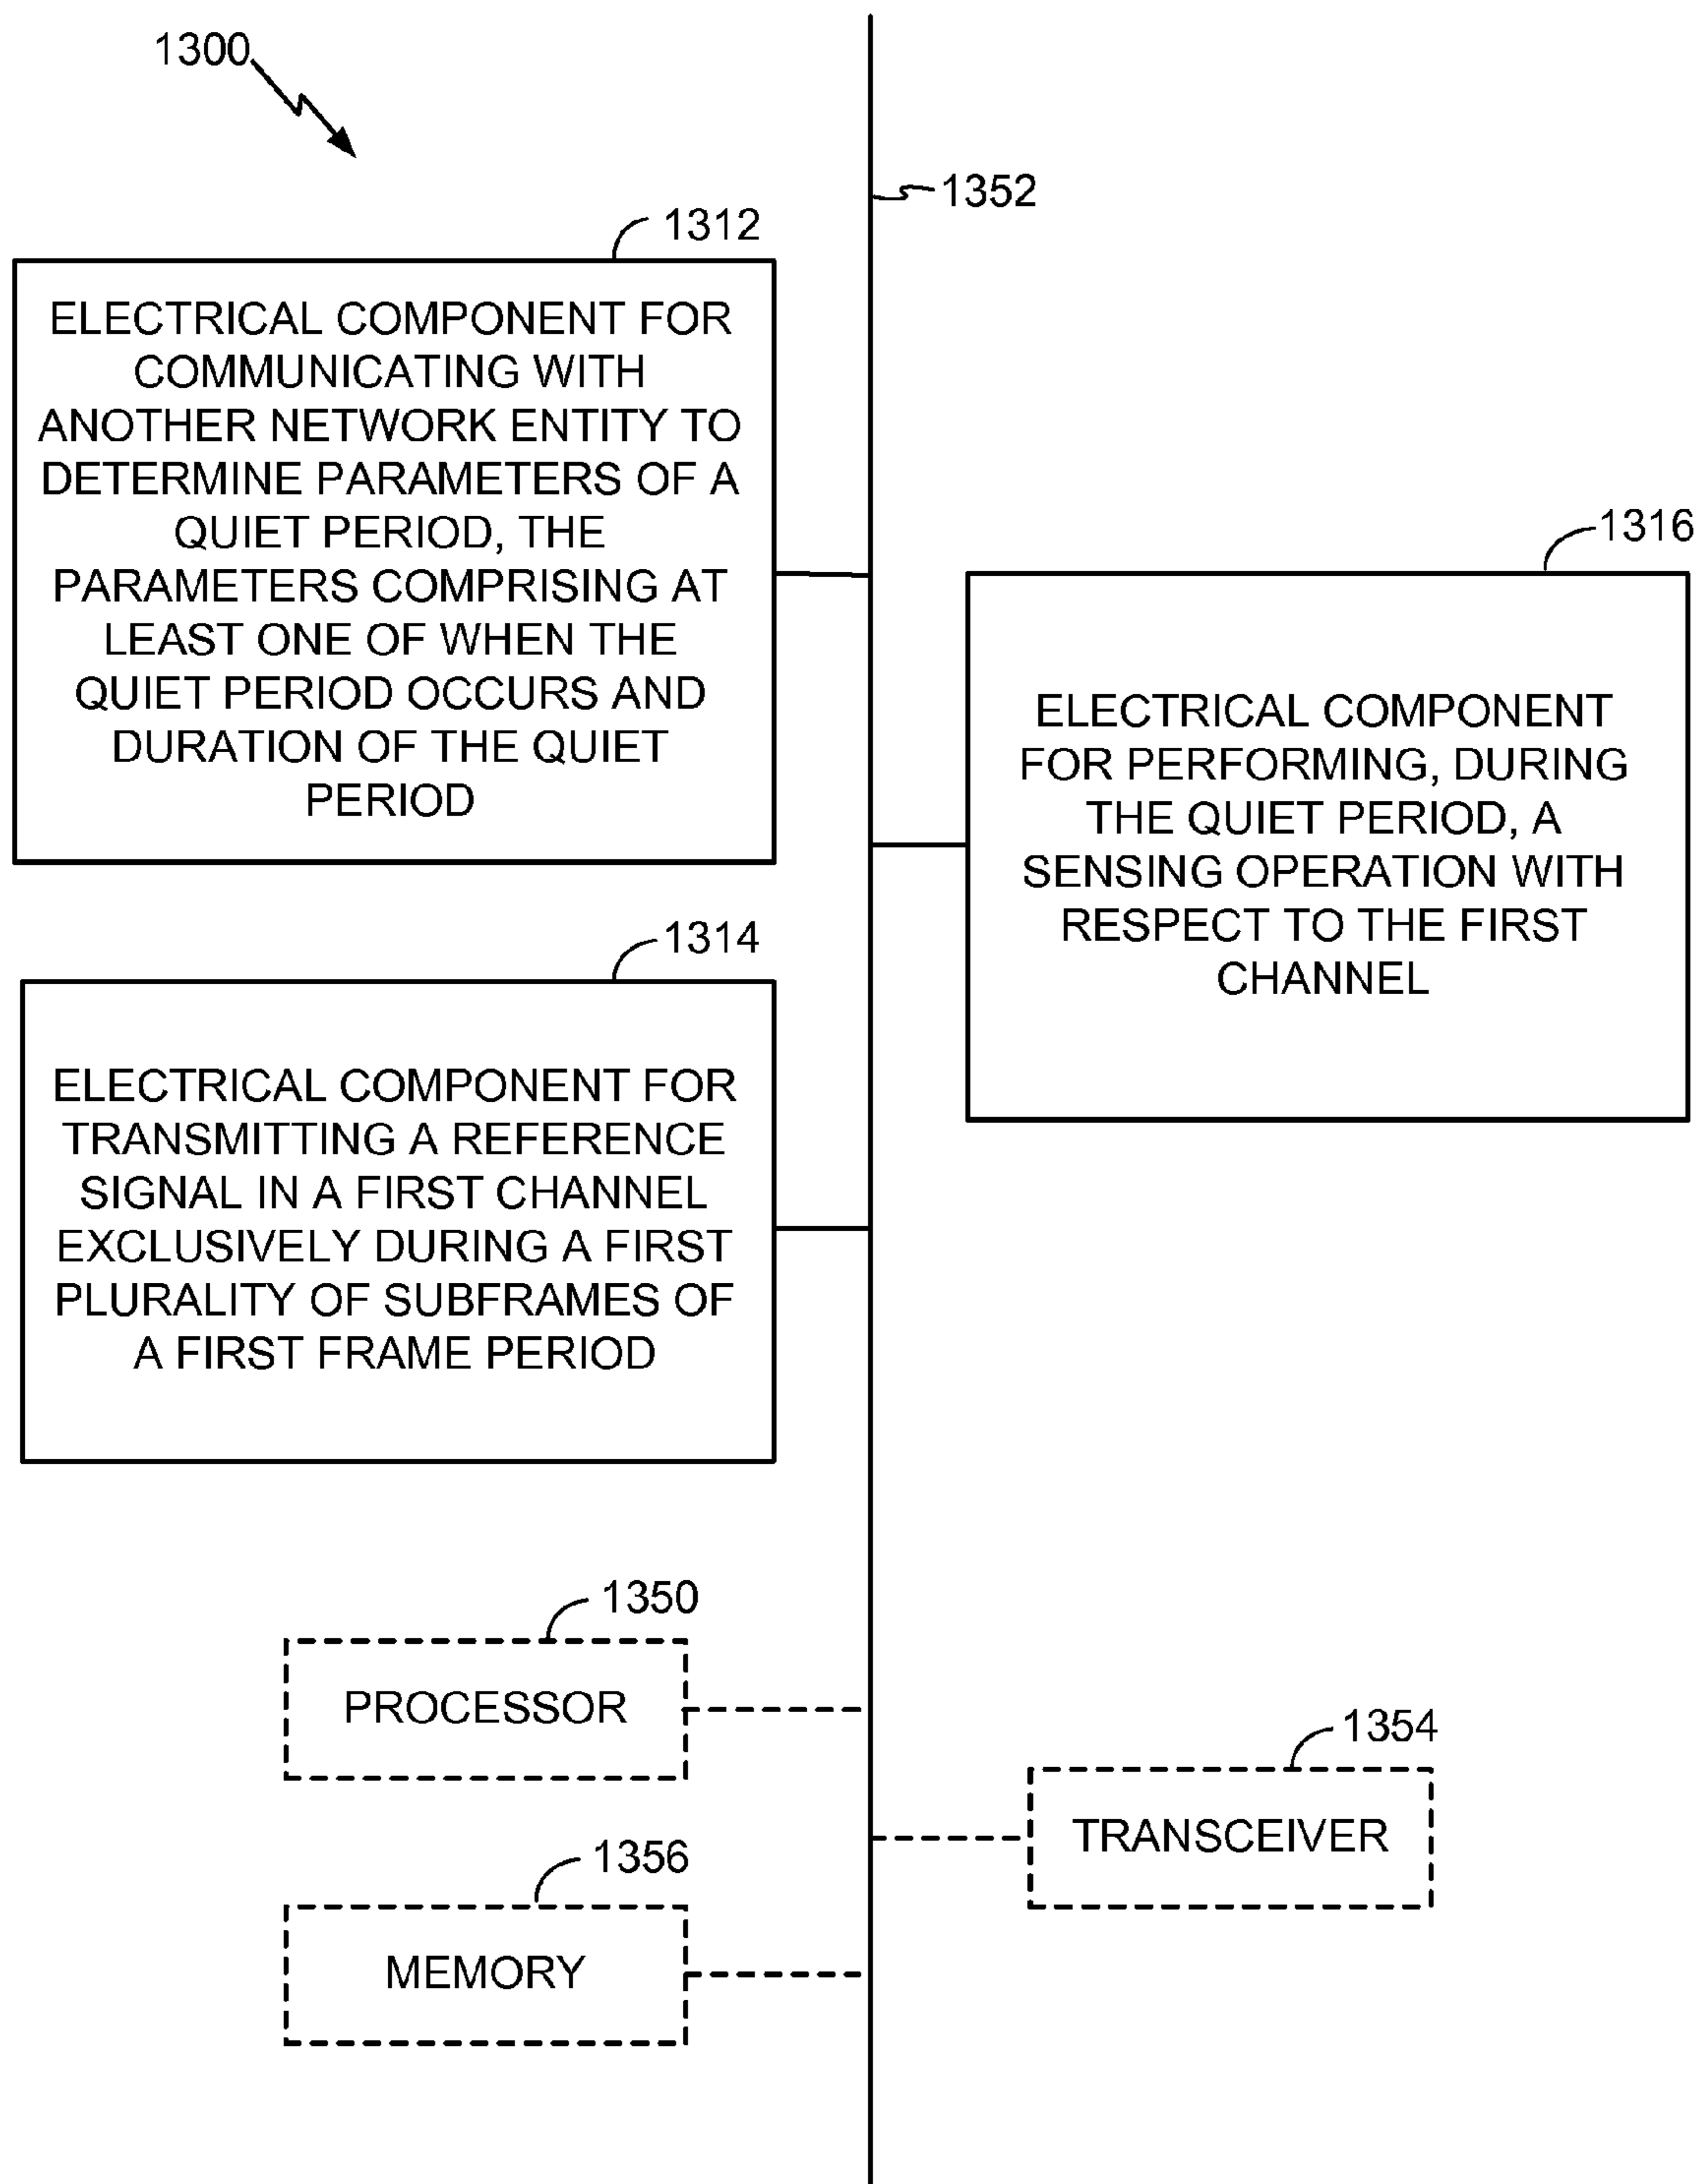 1300
1352
1312
ELECTRICAL COMPONENT FOR
COMMUNICATING WITH
ANOTHER NETWORK ENTITY TO
DETERMINE PARAMETERS OF A
QUIET PERIOD, THE
PARAMETERS COMPRISING AT
LEAST ONE OF WHEN THE
QUIET PERIOD OCCURS AND
DURATION OF THE QUIET
PERIOD
1316
ELECTRICAL COMPONENT
FOR PERFORMING, DURING
THE QUIET PERIOD, A
SENSING OPERATION WITH
RESPECT TO THE FIRST
CHANNEL
1314
ELECTRICAL COMPONENT FOR
TRANSMITTING A REFERENCE
SIGNAL IN A FIRST CHANNEL
EXCLUSIVELY DURING A FIRST
PLURALITY OF SUBFRAMES OF
A FIRST FRAME PERIOD
1350
PROCESSOR
1354
TRANSCEIVER
1356
MEMORY